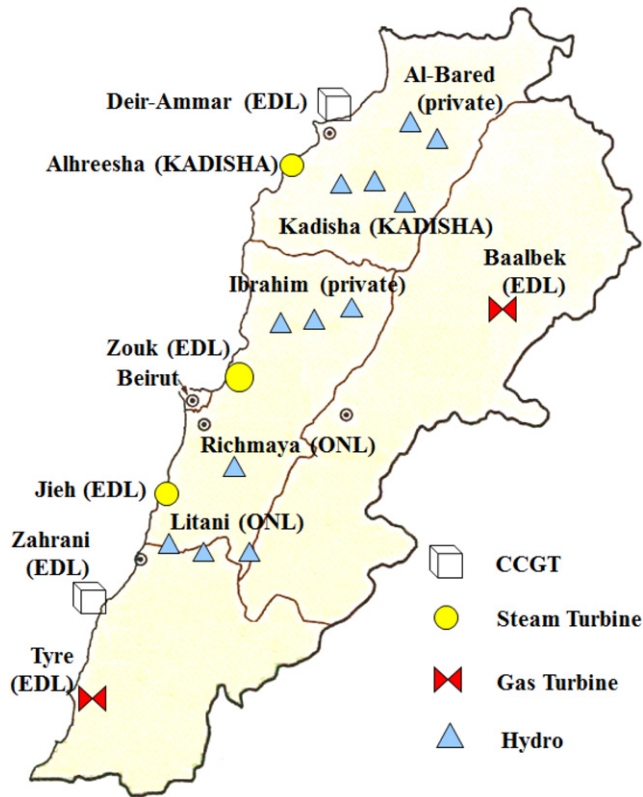 Al-Bared
(private)
Deir-Ammar (EDL)
Alhreesha (KADISHA)
Kadisha (KADISHA)
Baalbek
(EDL)
Ibrahim (private)
Zouk (EDL)
Beirut
Richmaya (ONL)
Jieh (EDL)
Litani (ONL)
Zahrani
(EDL)
CCGT
Steam Turbine
Tyre
(EDL)
Gas Turbine
Hydro